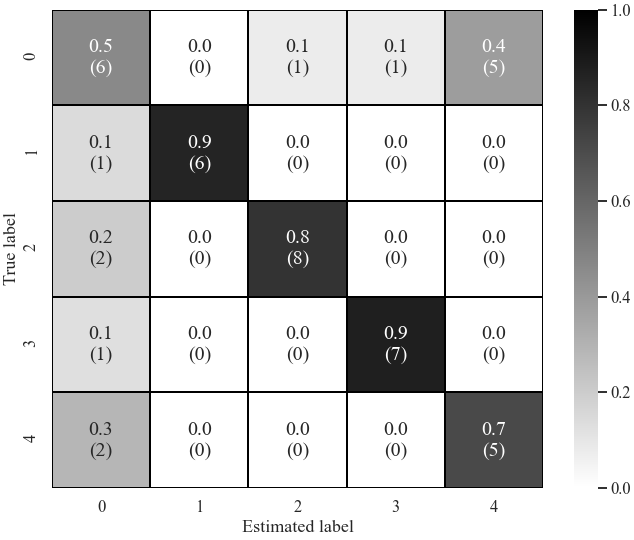 0.5 0.0 0.1 0.1 0.4
0 (6) (0) (1) (1) (5)
0.1 0.9 0.0 0.0 0.0
1 (1) (6) (0) (0) (0)
0.2 0.0 0.8 0.0 0.0
2 (2) (0) (8) (0) (0)
0.1 0.0 0.0 0.9 0.0
3 (1) (0) (0) (7) (0)
0.3 0.0 0.0 0.0 0.7
4 (2) (0) (0) (0) (5)
0 1 2 3 4
Estimated label
True label
1.0
0.8
0.6
0.4
0.2
0.0